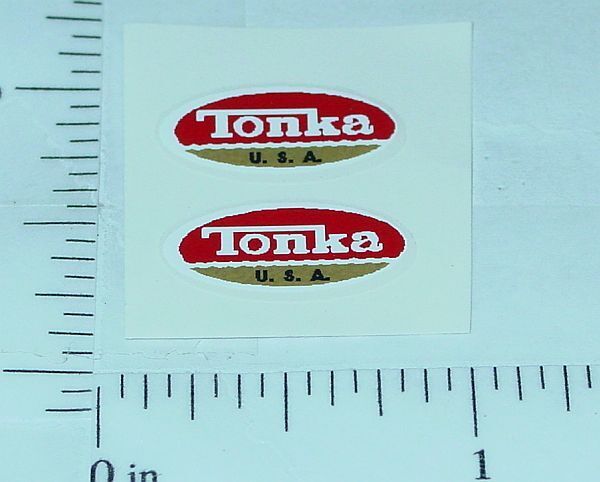 Tonka
U. S. A.
Tonka
U. S. A.
0 in
1